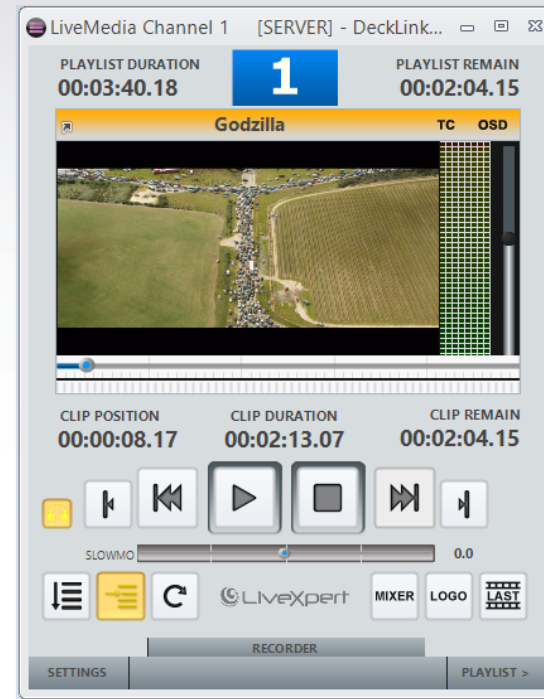 LiveMedia Channel 1 [SERVER] - DeckLink...
PLAYLIST DURATION
00:03:40.18
1
PLAYLIST REMAIN
00:02:04.15
Godzilla
TC OSD
CLIP POSITION
00:00:08.17
CLIP DURATION
00:02:13.07
CLIP REMAIN
00:02:04.15
SLOWMO
0.0
LIVEXPERT
MIXER
LOGO
LAST
RECORDER
SETTINGS
PLAYLIST >